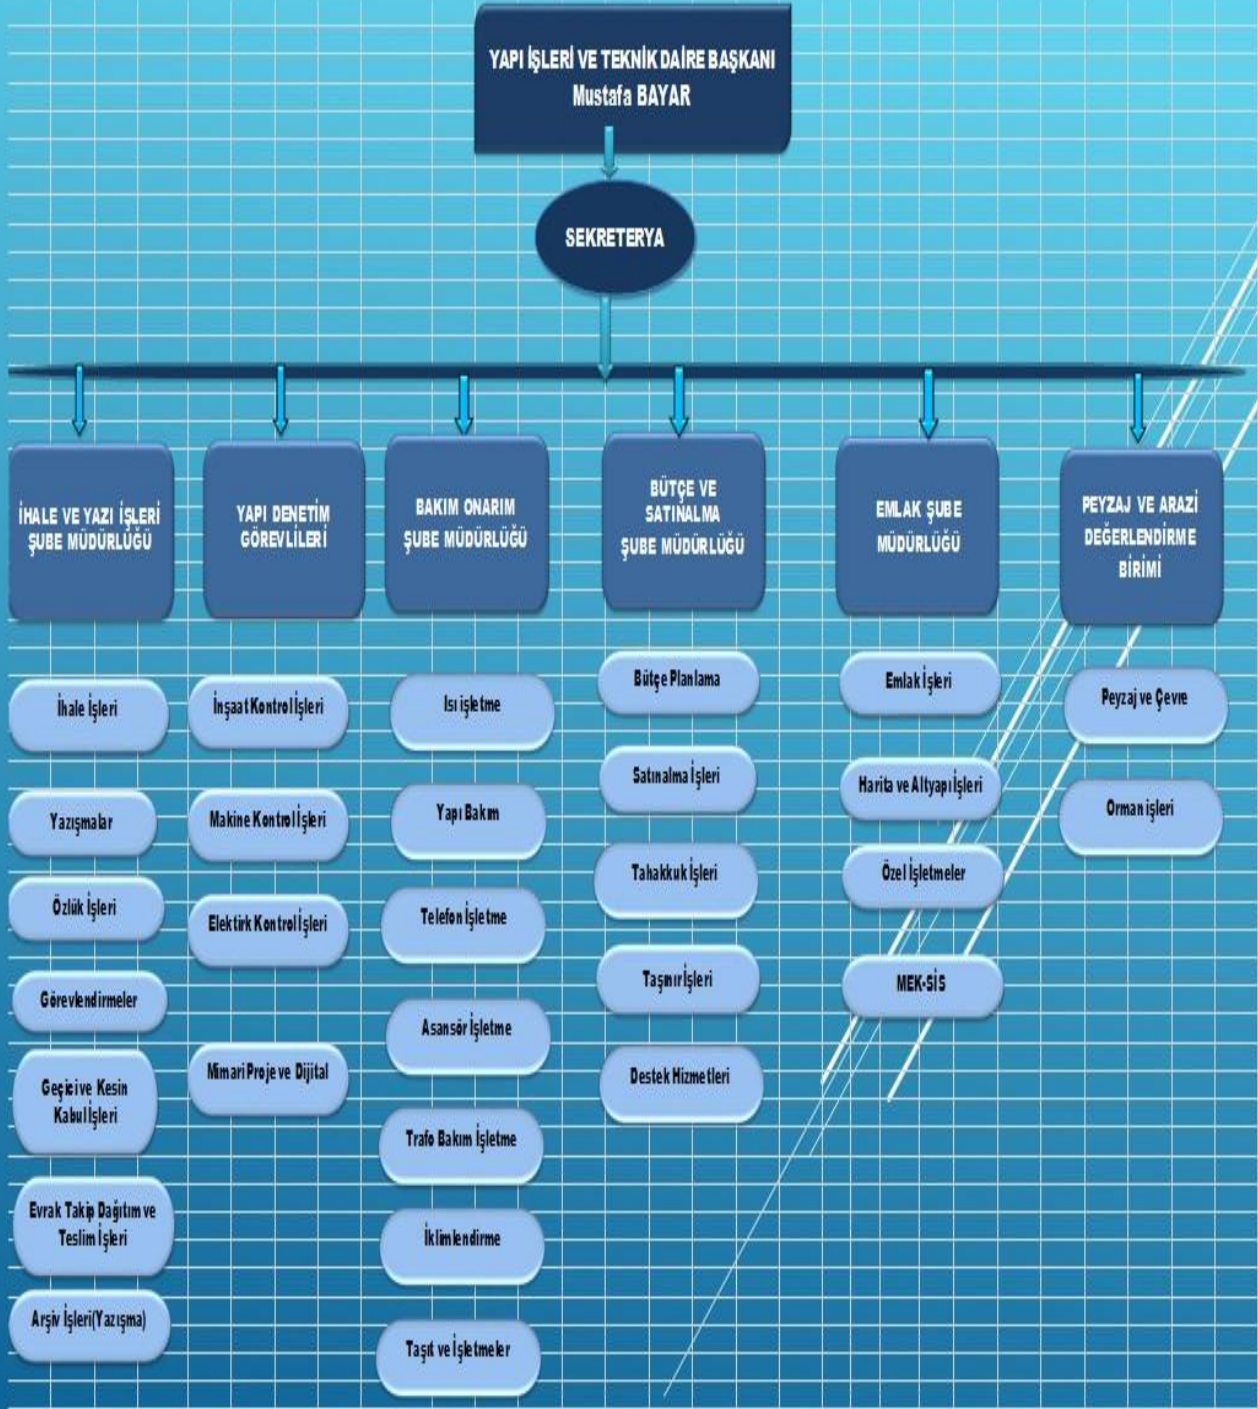 YAPI İŞLERİ VE TEKNİK DAİRE BAŞKANI
Mustafa BAYAR
SEKRETERYA
İHALE VE YAZI İŞLERİ
ŞUBE MÜDÜRLÜĞÜ
İhale İşleri
Yazışmalar
Özlük İşleri
Görevlendirmeler
Geçici ve Kesin
Kabul İşleri
Evrak Takip Dağıtım ve
Teslim İşleri
Arşiv İşleri(Yazışma)
YAPI DENETİM
GÖREVLİLERİ
İnşaat Kontrol İşleri
Makine Kontrol İşleri
Elektirk Kontrol İşleri
Mimari Proje ve Dijital
BAKIM ONARIM
ŞUBE MÜDÜRLÜĞÜ
Isı işletme
Yapı Bakım
Telefon İşletme
Asansör İşletme
Trafo Bakım İşletme
İklimlendirme
Taşıt ve İşletmeler
BÜTÇE VE
SATINALMA
ŞUBE MÜDÜRLÜĞÜ
Bütçe Planlama
Satınalma İşleri
Tahakkuk İşleri
Taşınır İşleri
Destek Hizmetleri
EMLAK ŞUBE
MÜDÜRLÜĞÜ
Emlak İşleri
Harita ve Altyapı İşleri
Özel İşletmeler
MEK-SİS
PEYZAJ VE ARAZİ
DEĞERLENDİRME
BİRİMİ
Peyzaj ve Çevre
Orman işleri